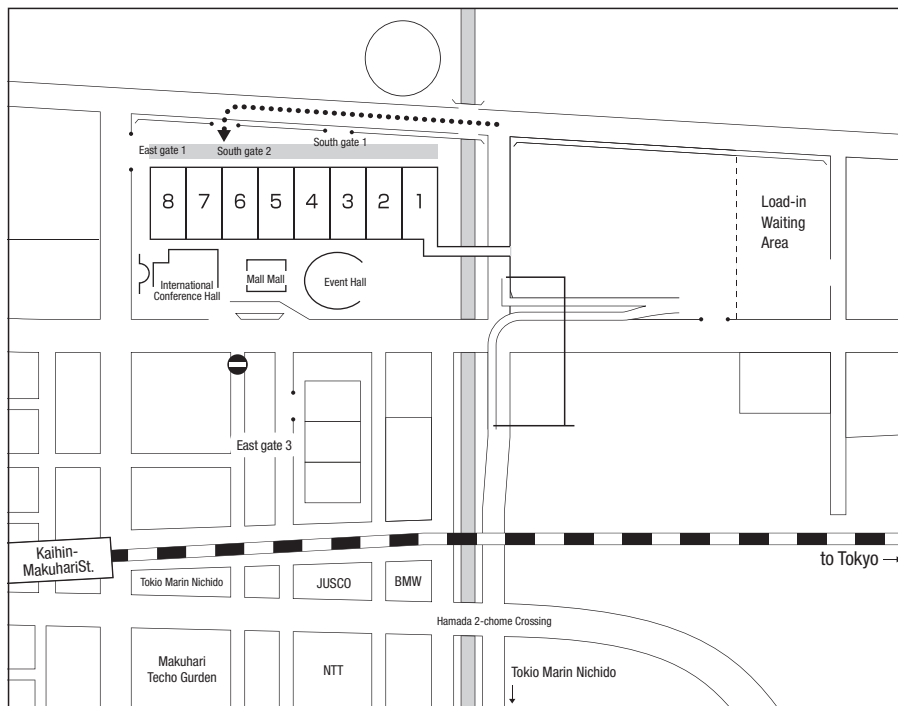 East gate 1
South gate 2
South gate 1
8
7
6
5
4
3
2
1
Load-in
Waiting
Area
International
Conference Hall
Mall Mall
Event Hall
East gate 3
Kaihin-
MakuhariSt.
to Tokyo
Tokio Marin Nichido
JUSCO
BMW
Hamada 2-chome Crossing
Makuhari
Techo Gurden
NTT
Tokio Marin Nichido